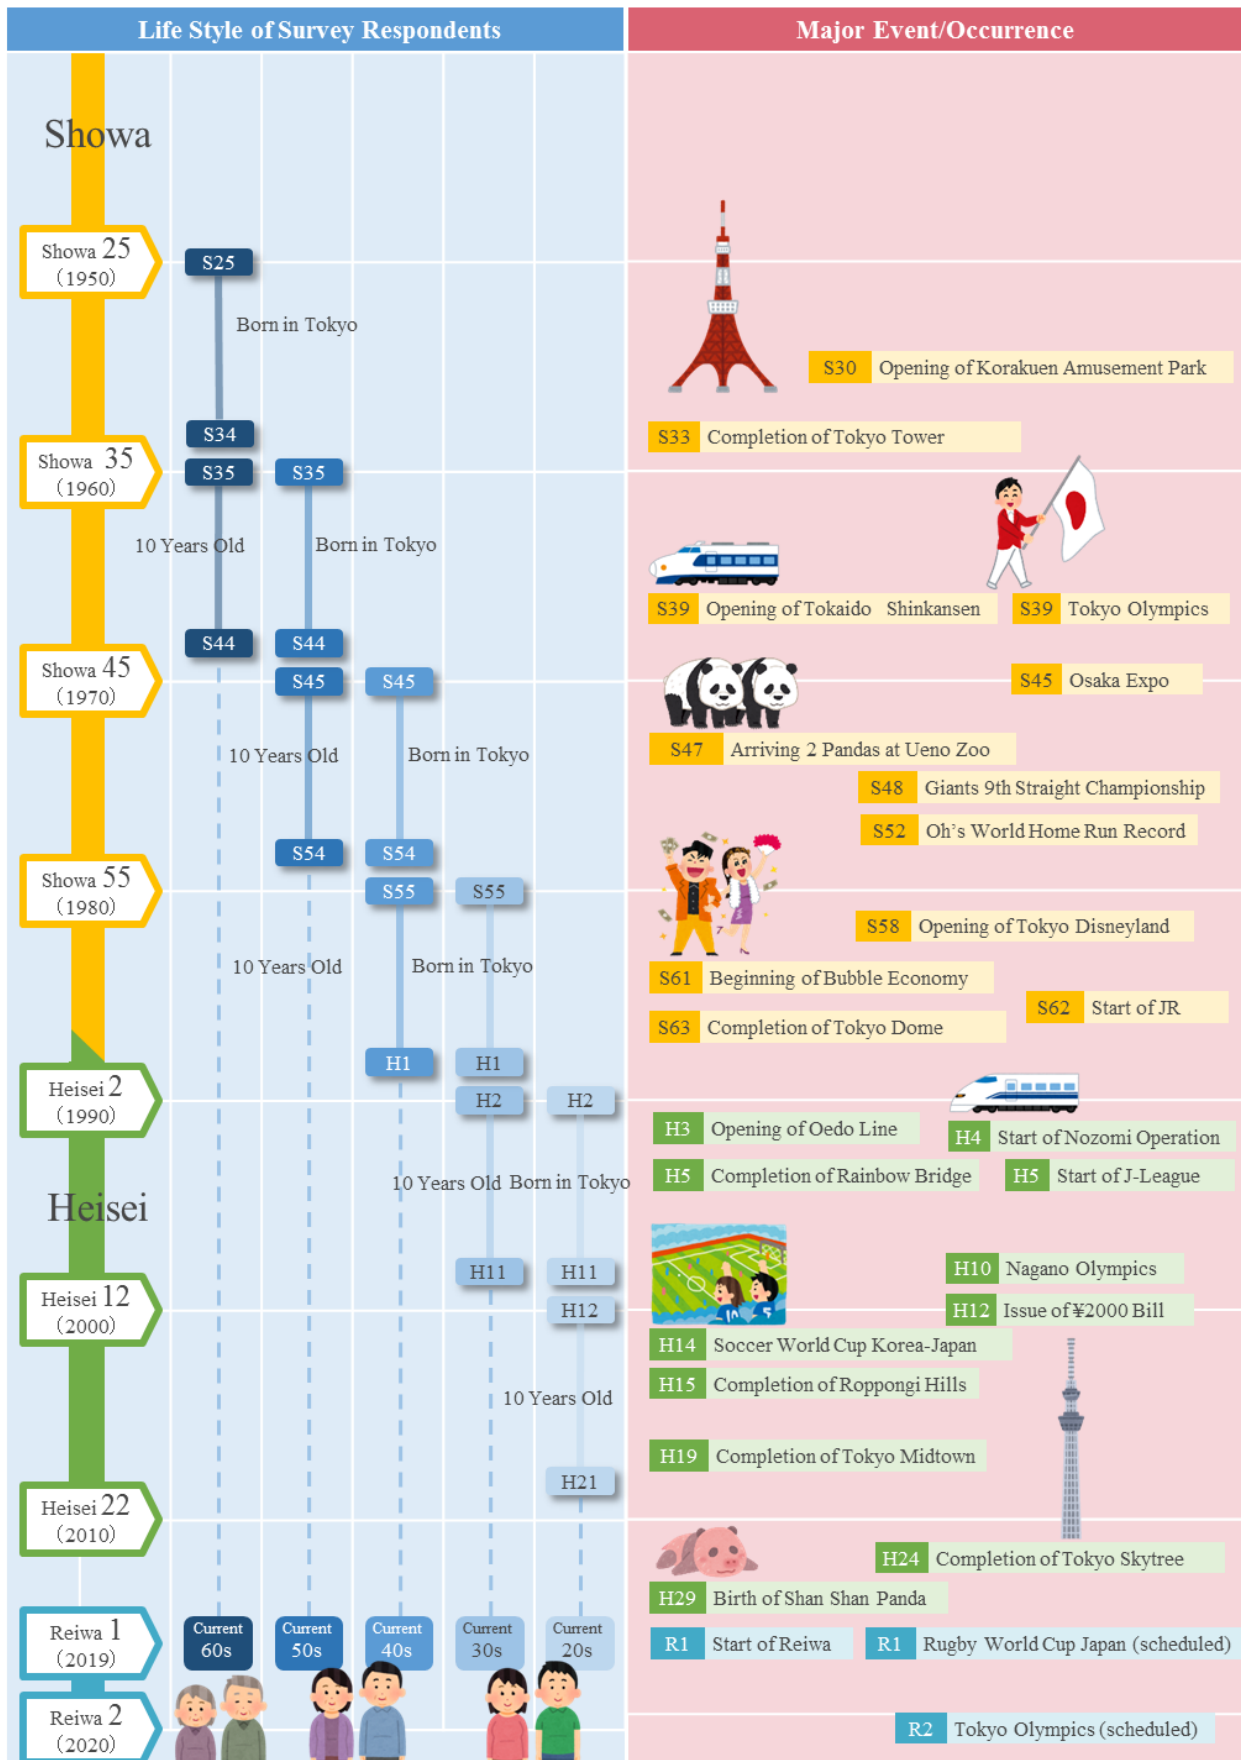 Life Style of Survey Respondents
Major Event/Occurrence
Showa
Showa 25
(1950)
S25
Born in Tokyo
S30 Opening of Korakuen Amusement Park
S34
S33 Completion of Tokyo Tower
Showa 35
(1960)
S35
S35
10 Years Old
Born in Tokyo
S39 Opening of Tokaido Shinkansen
S39 Tokyo Olympics
S44
S44
Showa 45
(1970)
S45
S45
S45 Osaka Expo
10 Years Old
Born in Tokyo
S47 Arriving 2 Pandas at Ueno Zoo
S48 Giants 9th Straight Championship
S52 Oh's World Home Run Record
S54
S54
Showa 55
(1980)
S55
S55
S58 Opening of Tokyo Disneyland
10 Years Old
Born in Tokyo
S61 Beginning of Bubble Economy
S62 Start of JR
S63 Completion of Tokyo Dome
H1
H1
Heisei 2
(1990)
H2
H2
H3 Opening of Oedo Line
H4 Start of Nozomi Operation
10 Years Old
Born in Tokyo
H5 Completion of Rainbow Bridge
H5 Start of J-League
Heisei
H11
H11
H10 Nagano Olympics
Heisei 12
(2000)
H12
H12 Issue of ¥2000 Bill
H14 Soccer World Cup Korea-Japan
H15 Completion of Roppongi Hills
10 Years Old
H19 Completion of Tokyo Midtown
H21
Heisei 22
(2010)
H24 Completion of Tokyo Skytree
H29 Birth of Shan Shan Panda
Reiwa 1
(2019)
Current
60s
Current
50s
Current
40s
Current
30s
Current
20s
R1 Start of Reiwa
R1 Rugby World Cup Japan (scheduled)
Reiwa 2
(2020)
R2 Tokyo Olympics (scheduled)